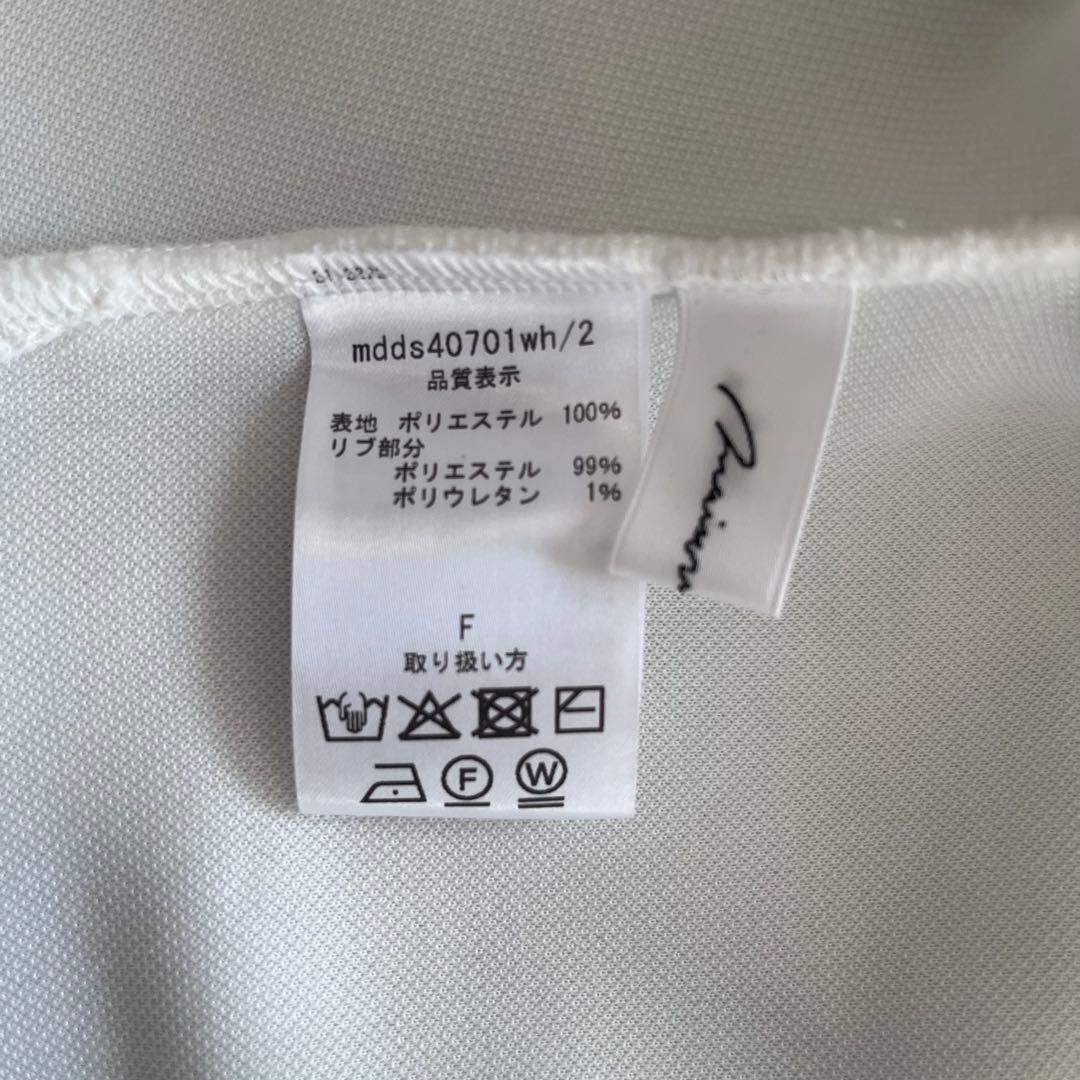 mdds40701wh/2
品質表示
表地 ポリエステル 100%
リブ部分
ポリエステル 99%
ポリウレタン 1%
F
取り扱い方
F W